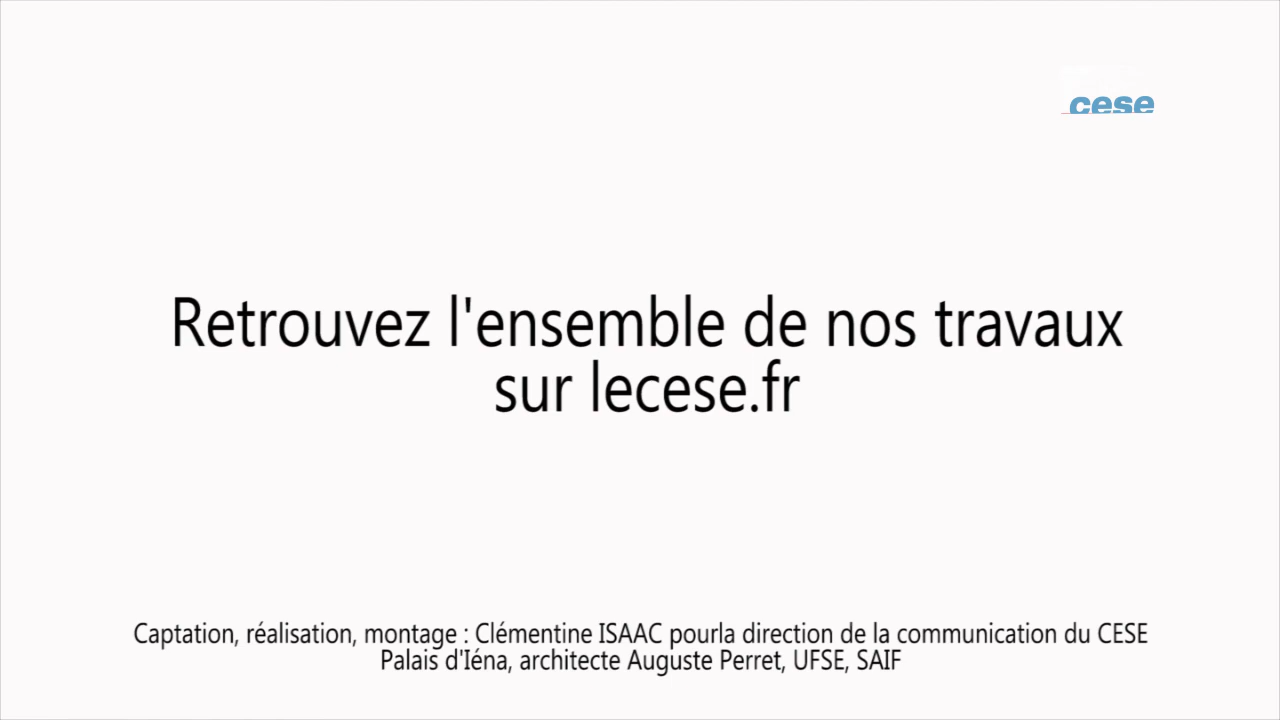 cese
Retrouvez l'ensemble de nos travaux
sur lecese.fr
Captation, réalisation, montage : Clémentine ISAAC pourla direction de la communication du CESE
Palais d'Iéna, architecte Auguste Perret, UFSE, SAIF